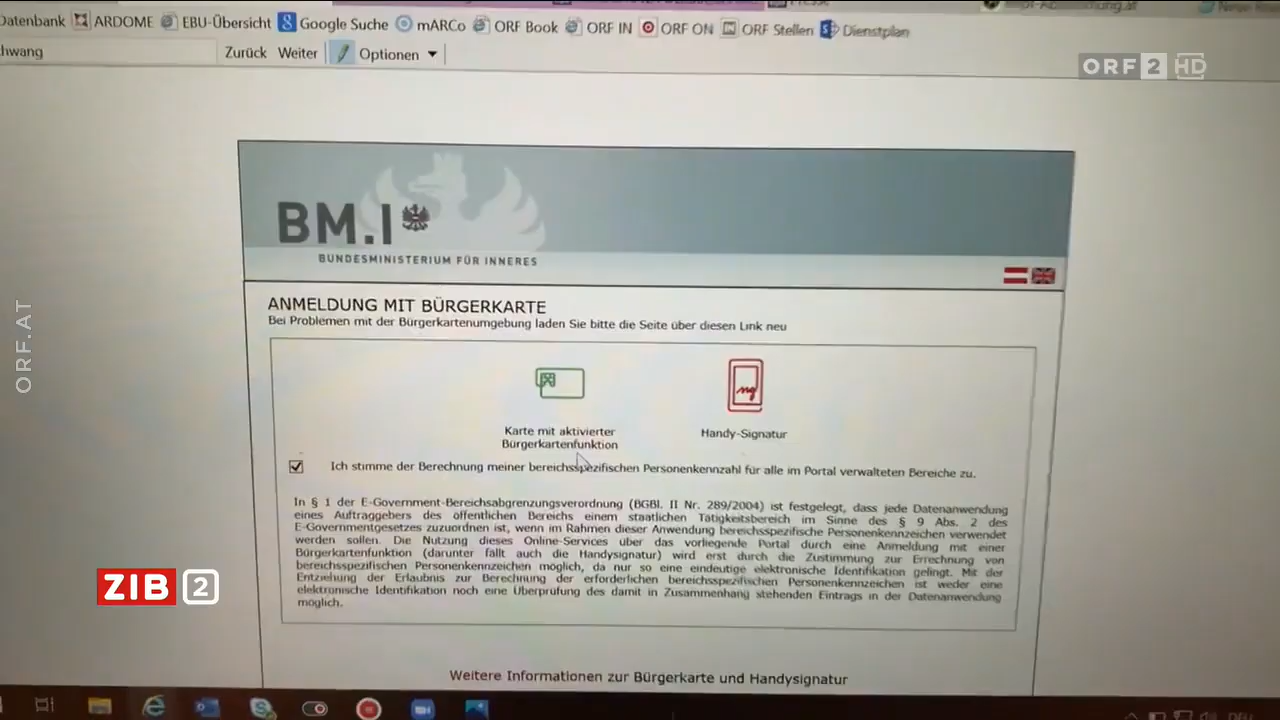 Datenbank ARDOME EBU-Übersicht Google Suche mARCo ORF Book ORF IN ORF ON ORF Stellen Dienstplan
hwang Zurück Weiter Optionen
ORF 2 HD
BM.I
BUNDESMINISTERIUM FÜR INNERES
ANMELDUNG MIT BÜRGERKARTE
Bei Problemen mit der Bürgerkartenumgebung laden Sie bitte die Seite über diesen Link neu
Karte mit aktivierter
Bürgerkartenfunktion
Handy-Signatur
Ich stimme der Berechnung meiner bereichsspezifischen Personenkennzahl für alle im Portal verwalteten Bereiche zu.
In § 1 der E-Government-Bereichsabgrenzungsverordnung (BGBl. II Nr. 289/2004) ist festgelegt, dass jede Datenanwendung
eines Auftraggebers des öffentlichen Bereichs einem staatlichen Tätigkeitsbereich im Sinne des § 9 Abs. 2 des
E-Governmentgesetzes zuzuordnen ist, wenn im Rahmen dieser Anwendung bereichsspezifische Personenkennzeichen verwendet
werden sollen. Die Nutzung dieses Online-Services über das vorliegende Portal durch eine Anmeldung mit einer
Bürgerkartenfunktion (darunter fällt auch die Handysignatur) wird erst durch die Zustimmung zur Errechnung von
bereichsspezifischen Personenkennzeichen möglich, da nur so eine eindeutige elektronische Identifikation gelingt. Mit der
Entziehung der Erlaubnis zur Berechnung der erforderlichen bereichsspezifischen Personenkennzeichen ist weder eine
elektronische Identifikation noch eine Überprüfung des damit in Zusammenhang stehenden Eintrags in der Datenanwendung
möglich.
Weitere Informationen zur Bürgerkarte und Handysignatur
ORF.AT
ZIB 2
DEU